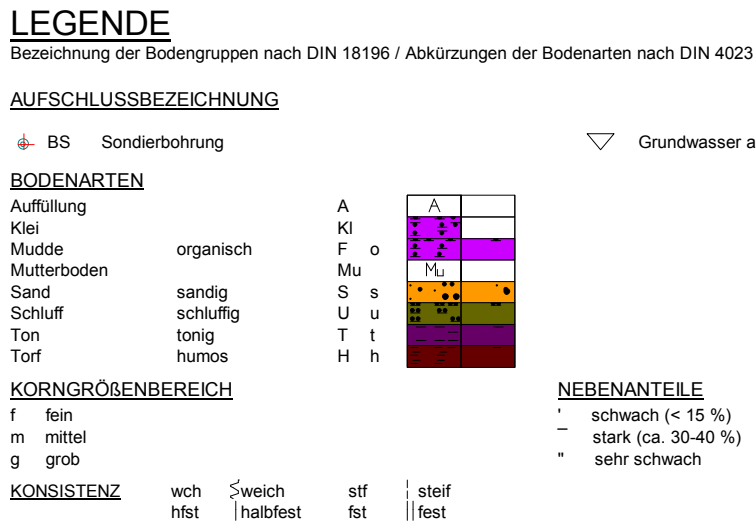 LEGENDE
Bezeichnung der Bodengruppen nach DIN 18196 / Abkürzungen der Bodenarten nach DIN 4023
AUFSCHLUSSBEZEICHNUNG
BS Sondierbohrung Grundwasser a
BODENARTEN
Auffüllung A A
Klei Kl
Mudde organisch F o
Mutterboden Mu Mu
Sand sandig S s
Schluff schluffig U u
Ton tonig T t
Torf humos H h
KORNGRÖßENBEREICH NEBENANTEILE
f fein ' schwach (< 15 %)
m mittel ¯ stark (ca. 30-40 %)
g grob " sehr schwach
KONSISTENZ wch weich stf steif
hfst halbfest fst fest